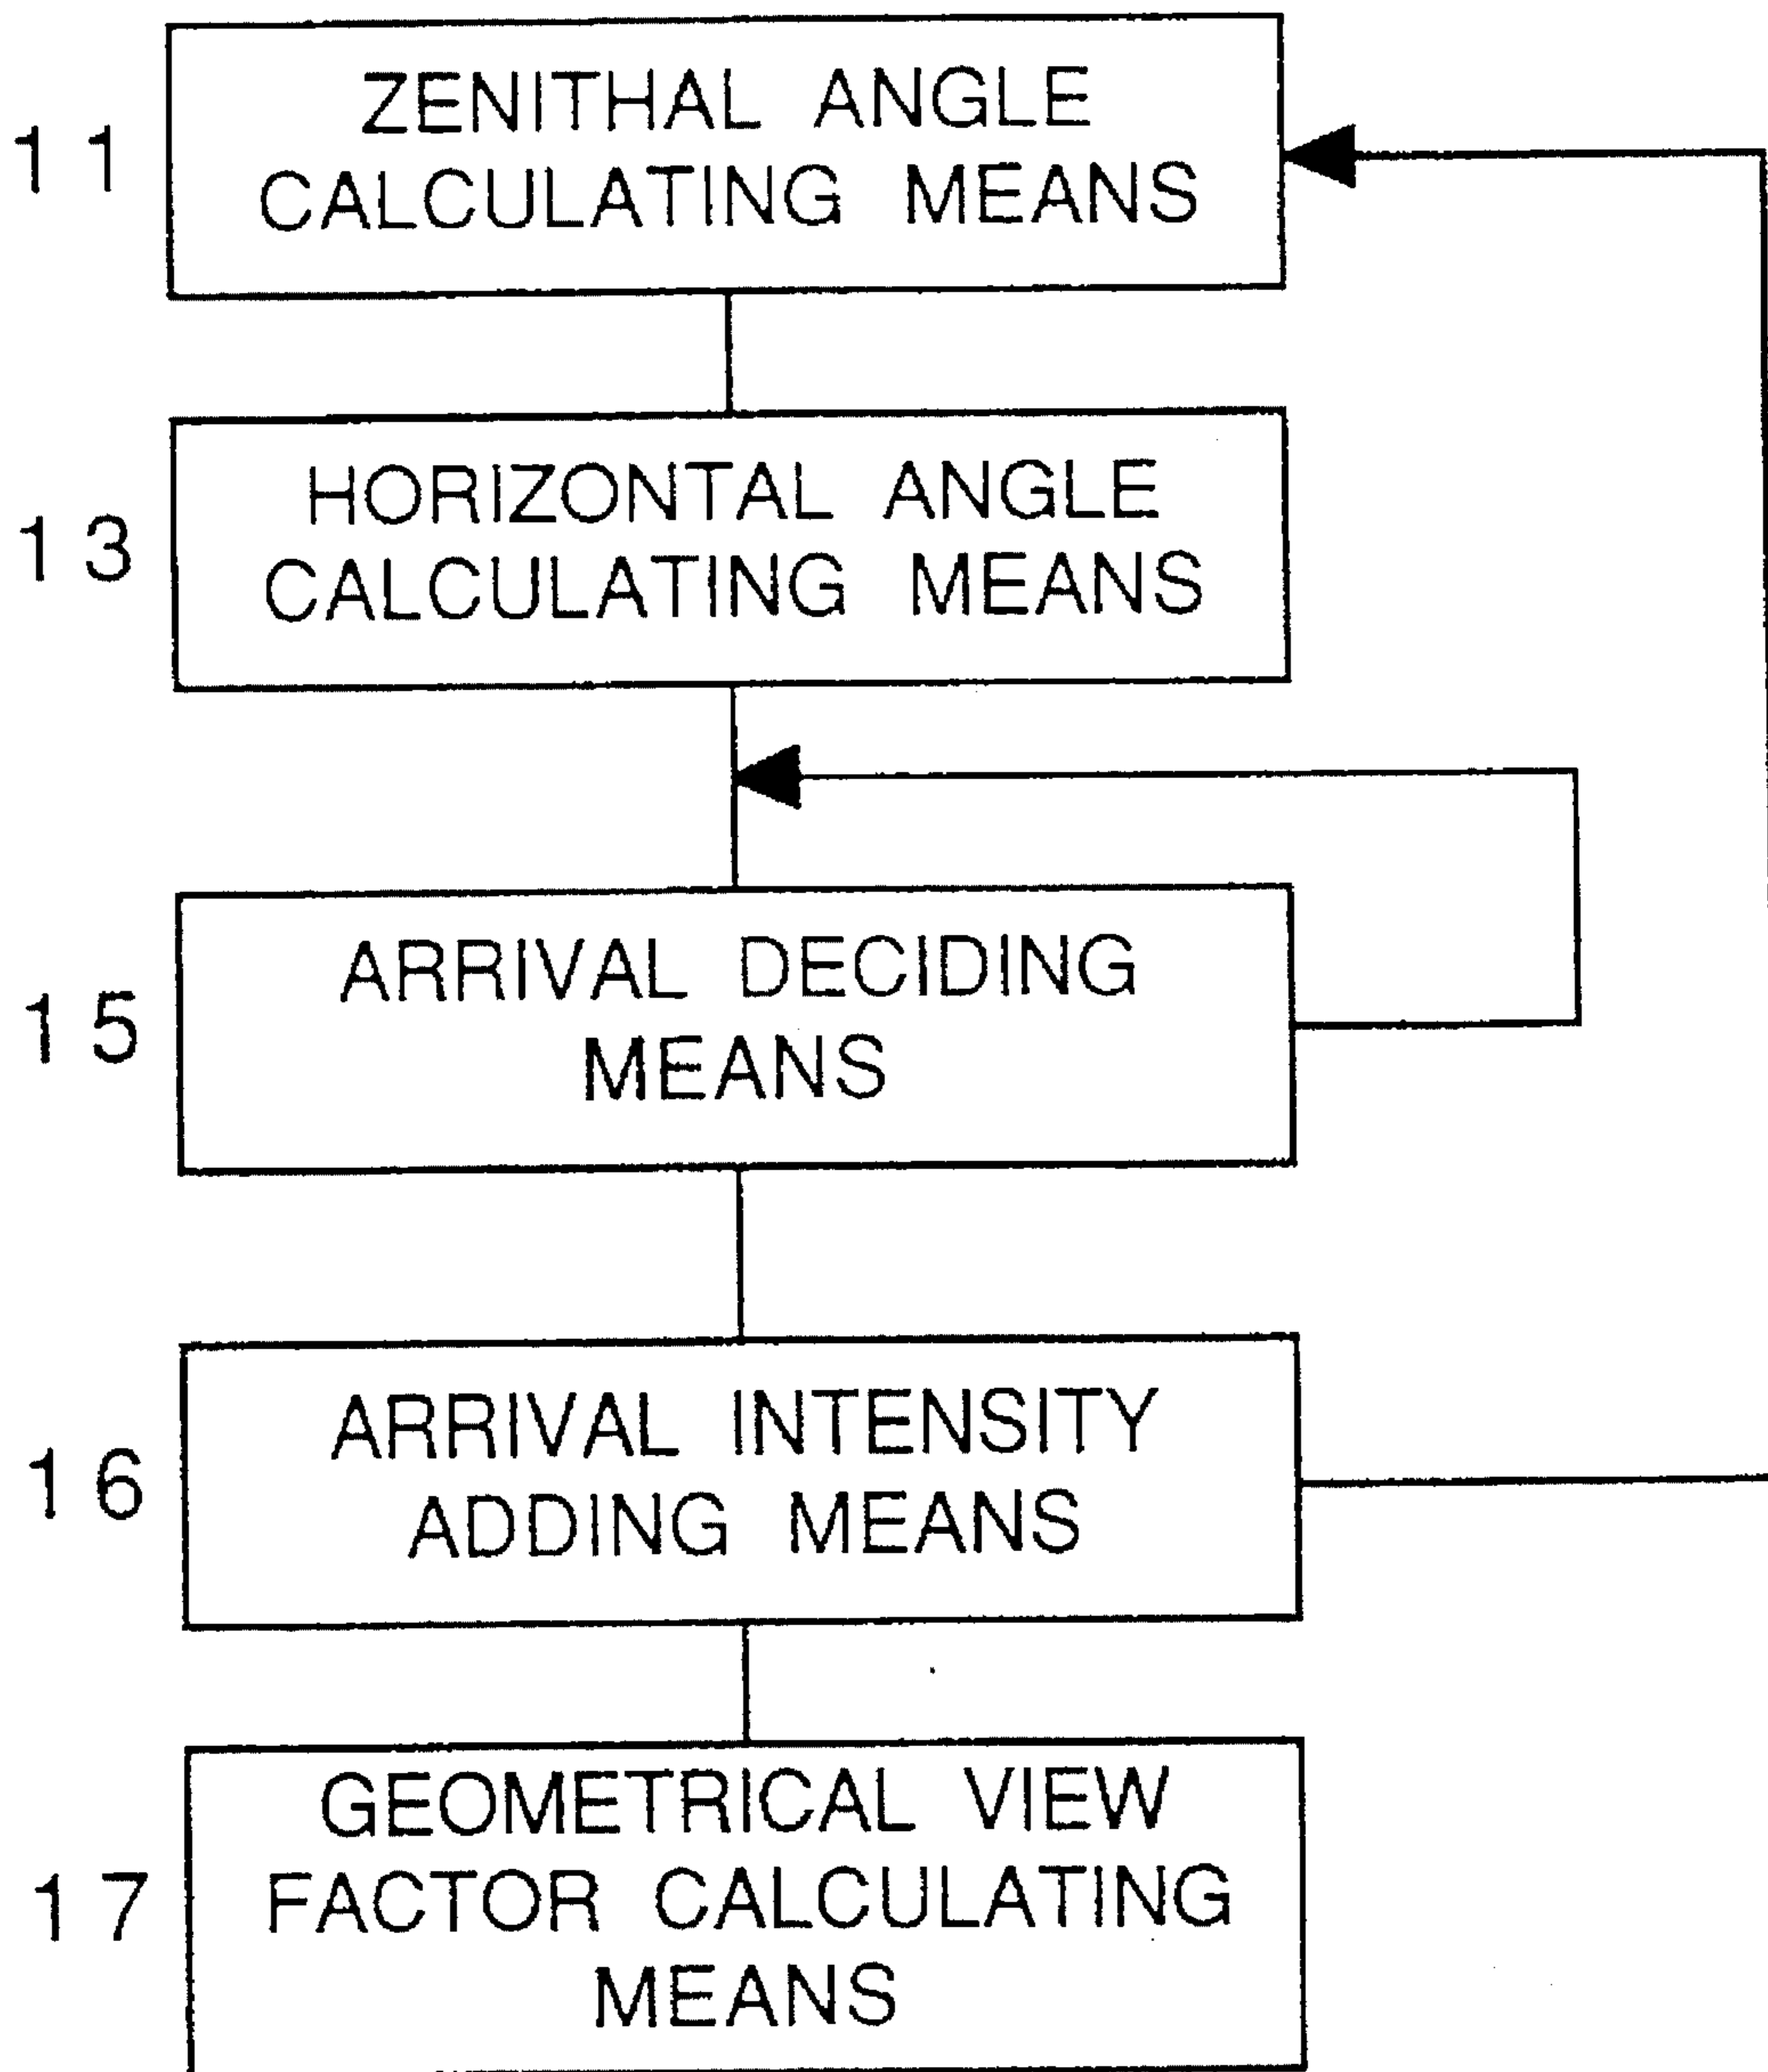 11
ZENITHAL ANGLE
CALCULATING MEANS
13
HORIZONTAL ANGLE
CALCULATING MEANS
15
ARRIVAL DECIDING
MEANS
16
ARRIVAL INTENSITY
ADDING MEANS
17
GEOMETRICAL VIEW
FACTOR CALCULATING
MEANS